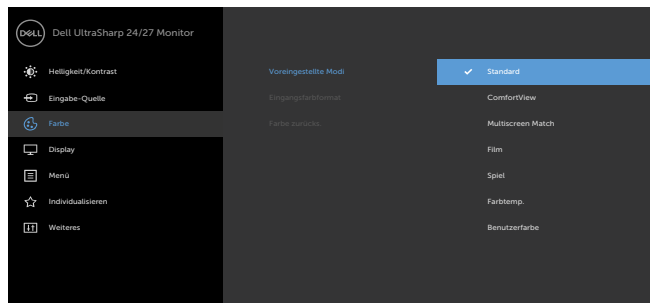 DELL
Dell UltraSharp 24/27 Monitor
Helligkeit/Kontrast
Eingabe-Quelle
Farbe
Display
Menü
Individualisieren
Weiteres
Voreingestellte Modi
Eingangsfarbformat
Farbe zurücks.
Standard
ComfortView
Multiscreen Match
Film
Spiel
Farbtemp.
Benutzerfarbe